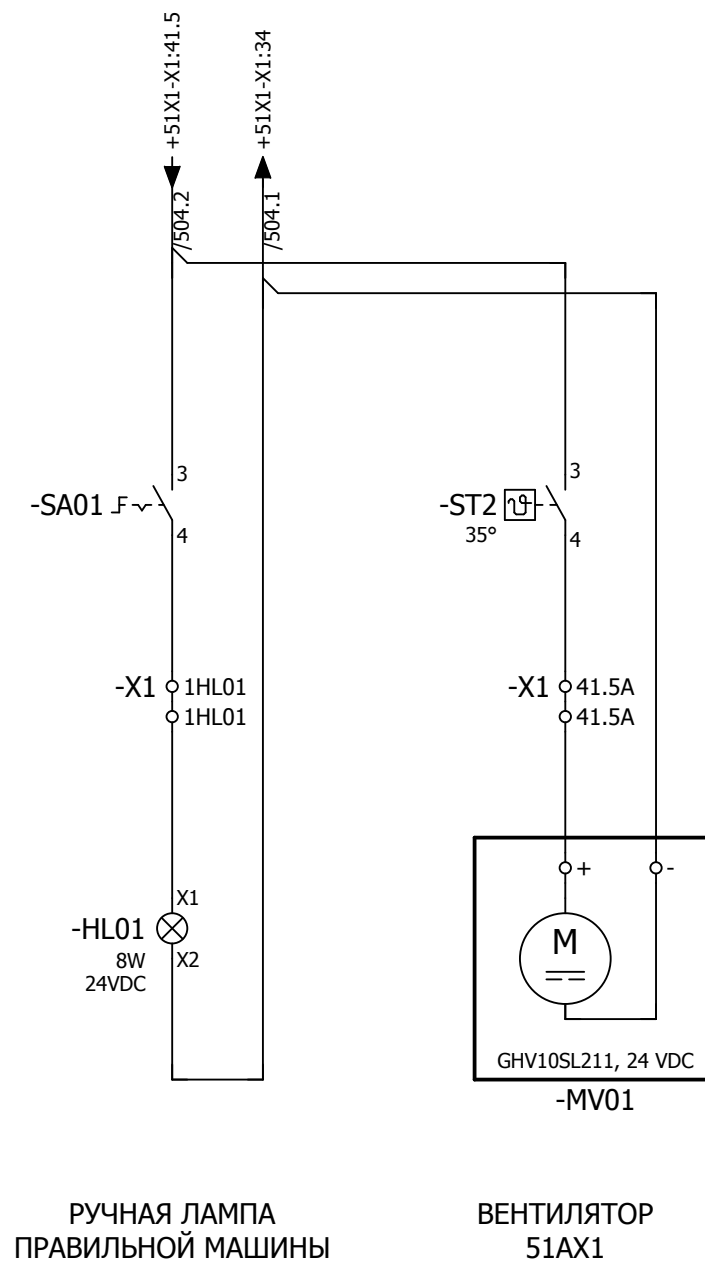 +51X1-X1:41.5
+51X1-X1:34
/504.2
/504.1
3
-SA01
4
3
-ST2
35°
4
-X1 1HL01
1HL01
-X1 41.5A
41.5A
X1
-HL01
8W
X2
24VDC
+
-
M
GHV10SL211, 24 VDC
-MV01
РУЧНАЯ ЛАМПА
ПРАВИЛЬНОЙ МАШИНЫ
ВЕНТИЛЯТОР
51AX1